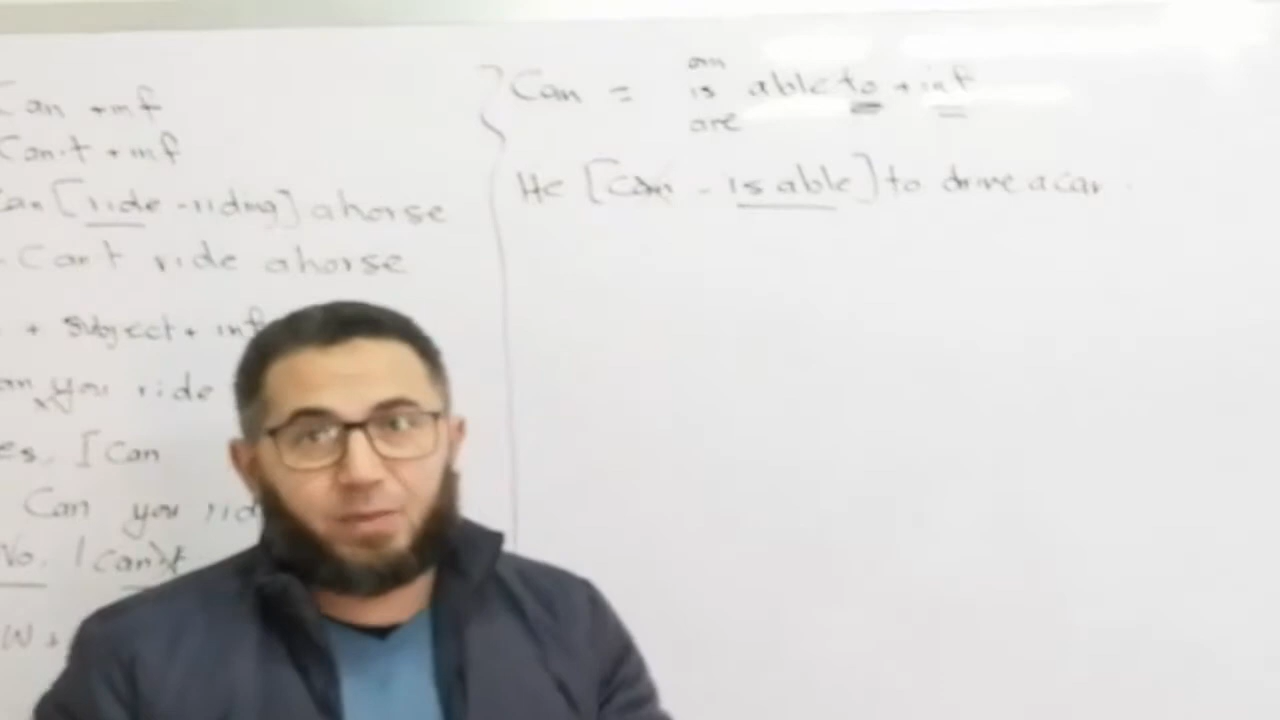 Can + inf
Can't + inf
Can [ride - riding] a horse
Can't ride a horse
+ subject + inf
you ride
I Can
Can you
No, I can't
W +
Can = am is are able to + inf
He [Can - is able] to drive a car.